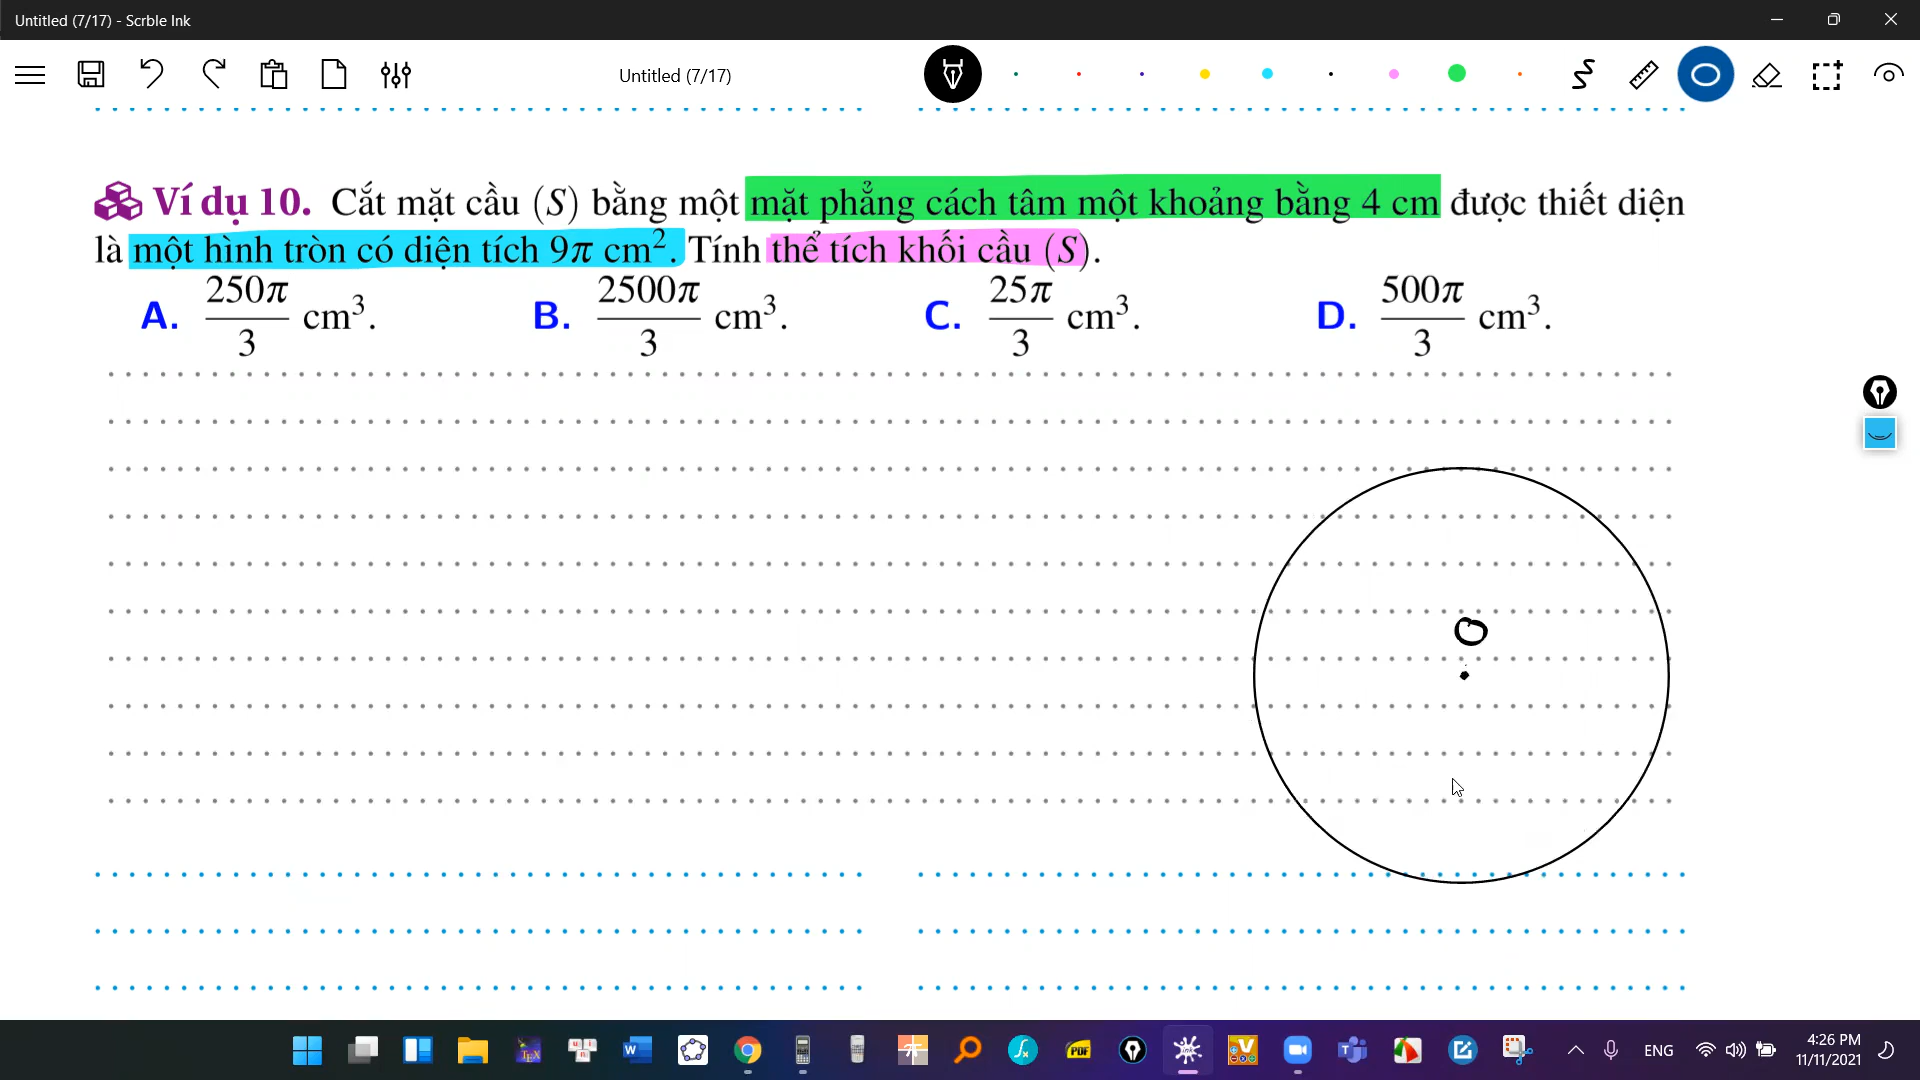 Untitled (7/17) - Scrble Ink
Untitled (7/17)
Ví dụ 10. Cắt mặt cầu (S) bằng một mặt phẳng cách tâm một khoảng bằng 4 cm được thiết diện
là một hình tròn có diện tích 9π cm². Tính thể tích khối cầu (S).
A. 250π/3 cm³. B. 2500π/3 cm³. C. 25π/3 cm³. D. 500π/3 cm³.
O
ENG
4:26 PM
11/11/2021